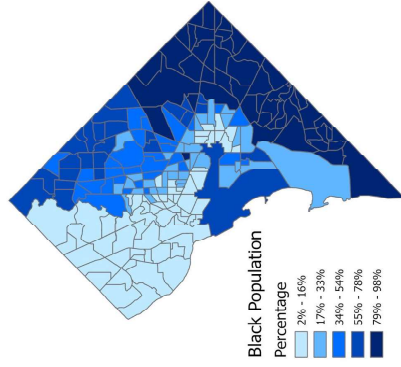 Black Population
Percentage
2% - 16%
17% - 33%
34% - 54%
55% - 78%
79% - 98%